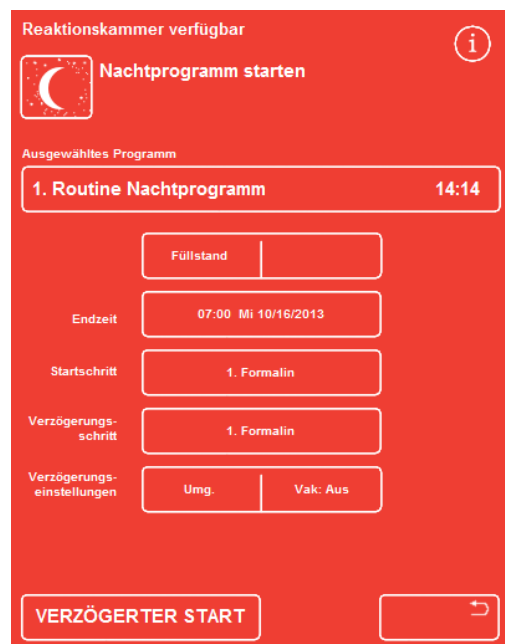 Reaktionskammer verfügbar
i
Nachtprogramm starten
Ausgewähltes Programm
1. Routine Nachtprogramm 14:14
Füllstand
Endzeit 07:00 Mi 10/16/2013
Startschritt 1. Formalin
Verzögerungs-
schritt 1. Formalin
Verzögerungs-
einstellungen Umg. Vak: Aus
VERZÖGERTER START